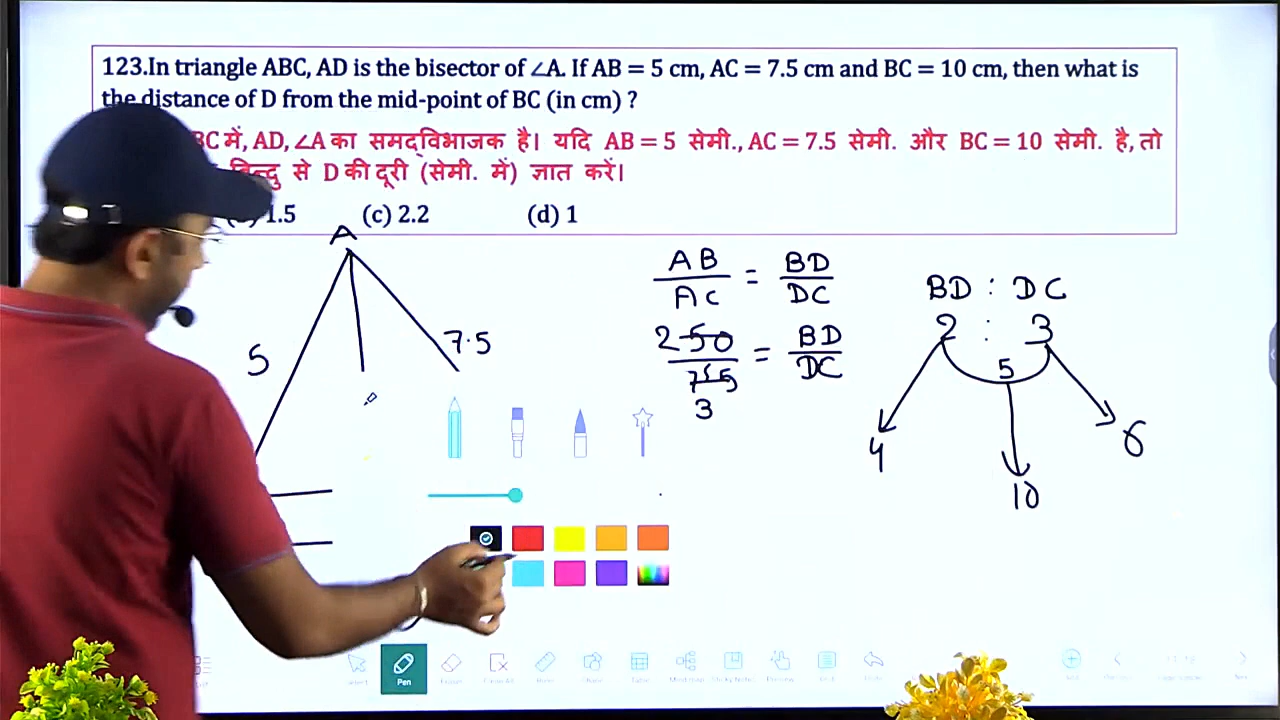 123.In triangle ABC, AD is the bisector of ∠A. If AB = 5 cm, AC = 7.5 cm and BC = 10 cm, then what is
the distance of D from the mid-point of BC (in cm) ?
BC में, AD, ∠A का समद्विभाजक है। यदि AB = 5 सेमी., AC = 7.5 सेमी. और BC = 10 सेमी. है, तो
बिन्दु से D की दूरी (सेमी. में) ज्ञात करें।
1.5 (c) 2.2 (d) 1
A
5
7.5
AB/AC = BD/DC
2 50/75 3 = BD/DC
BD : DC
2 : 3
5
4
10
6
Pen